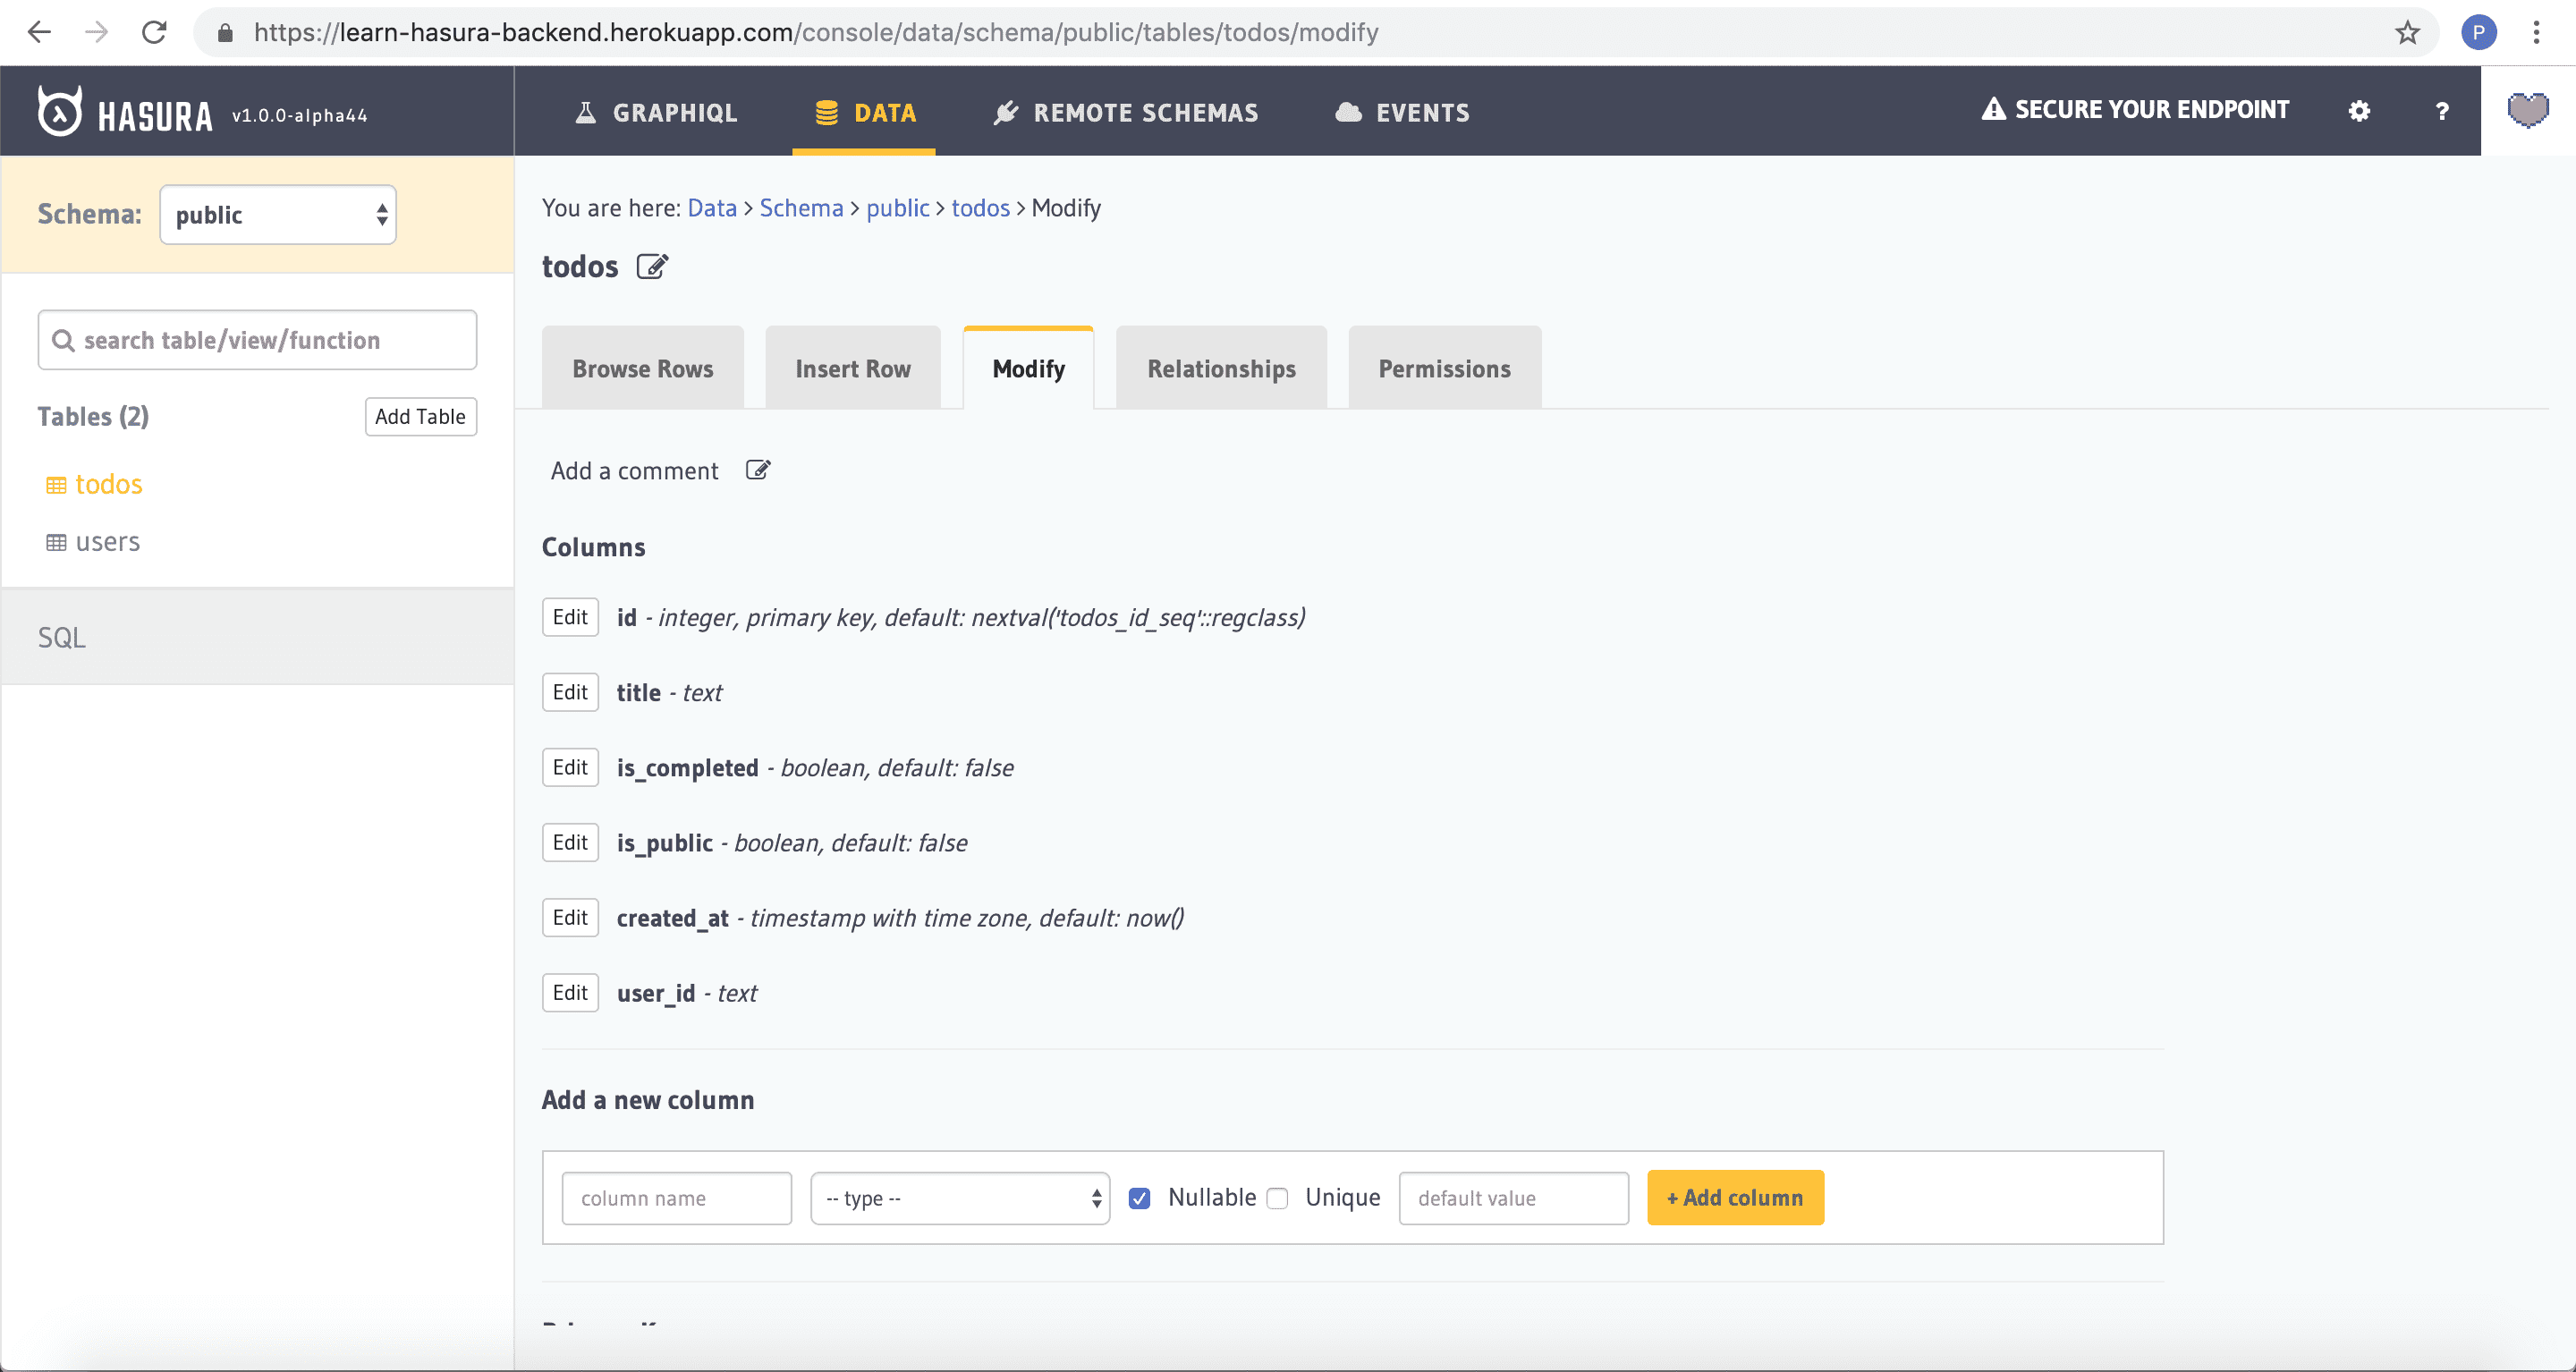 https://learn-hasura-backend.herokuapp.com/console/data/schema/public/tables/todos/modify
P
HASURA v1.0.0-alpha44
GRAPHIQL
DATA
REMOTE SCHEMAS
EVENTS
SECURE YOUR ENDPOINT
?
Schema: public
search table/view/function
Tables (2)
Add Table
todos
users
SQL
You are here: Data > Schema > public > todos > Modify
todos
Browse Rows
Insert Row
Modify
Relationships
Permissions
Add a comment
Columns
Edit id - integer, primary key, default: nextval('todos_id_seq'::regclass)
Edit title - text
Edit is_completed - boolean, default: false
Edit is_public - boolean, default: false
Edit created_at - timestamp with time zone, default: now()
Edit user_id - text
Add a new column
column name -- type -- Nullable Unique default value + Add column